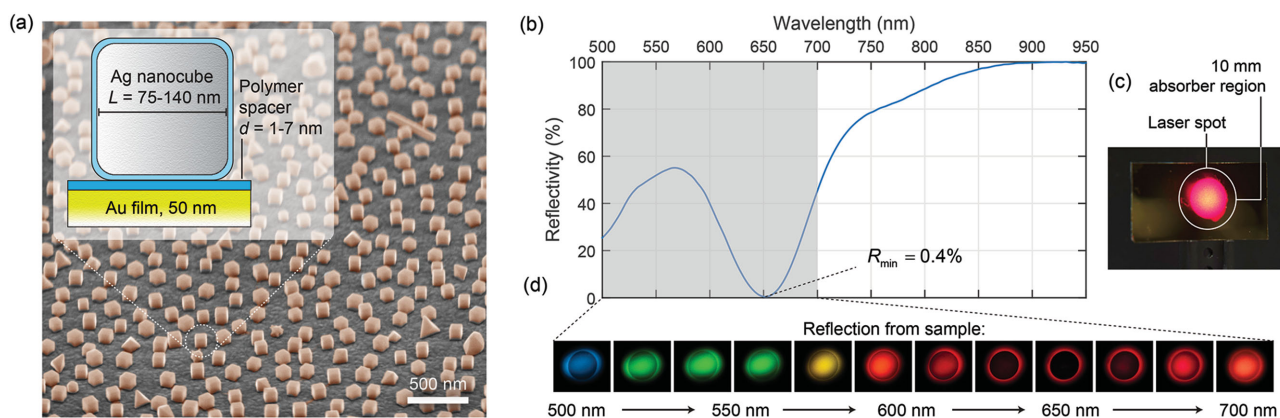 (a)
Ag nanocube
L = 75-140 nm
Polymer
spacer
d = 1-7 nm
Au film, 50 nm
500 nm
(b)
Wavelength (nm)
500 550 600 650 700 750 800 850 900 950
Reflectivity (%)
100
80
60
40
20
0
Rmin = 0.4%
(c)
10 mm
absorber region
Laser spot
(d)
Reflection from sample:
500 nm 550 nm 600 nm 650 nm 700 nm